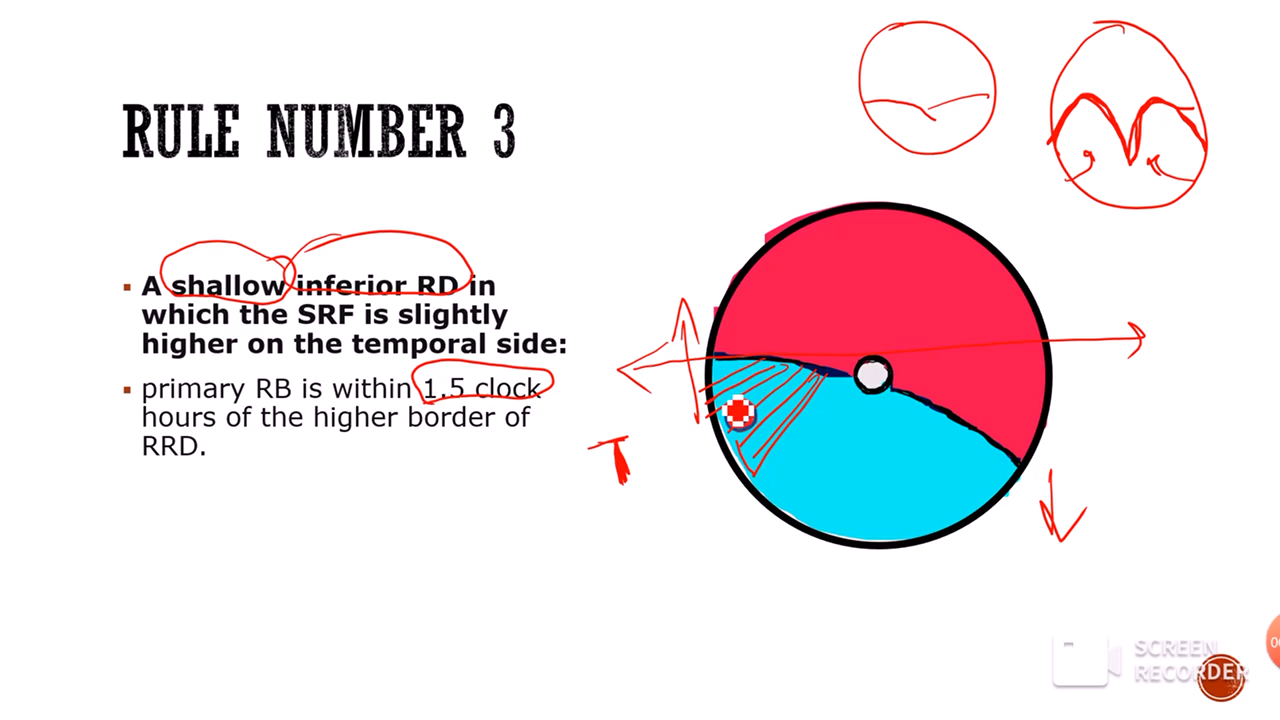 RULE NUMBER 3
A shallow inferior RD in
which the SRF is slightly
higher on the temporal side:
primary RB is within 1.5 clock
hours of the higher border of
RRD.
T
SCREEN
RECORDER